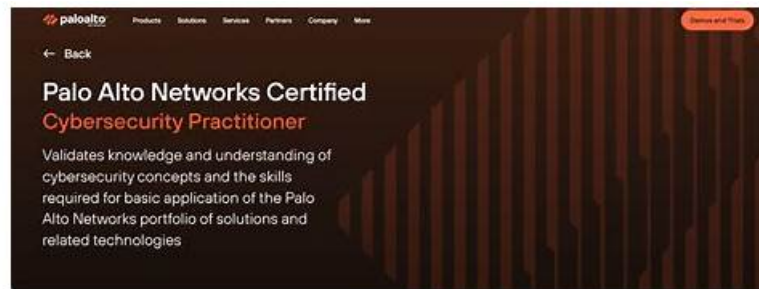 paloalto
Products Solutions Services Partners Company More
Demos and Trials
← Back
Palo Alto Networks Certified
Cybersecurity Practitioner
Validates knowledge and understanding of
cybersecurity concepts and the skills
required for basic application of the Palo
Alto Networks portfolio of solutions and
related technologies